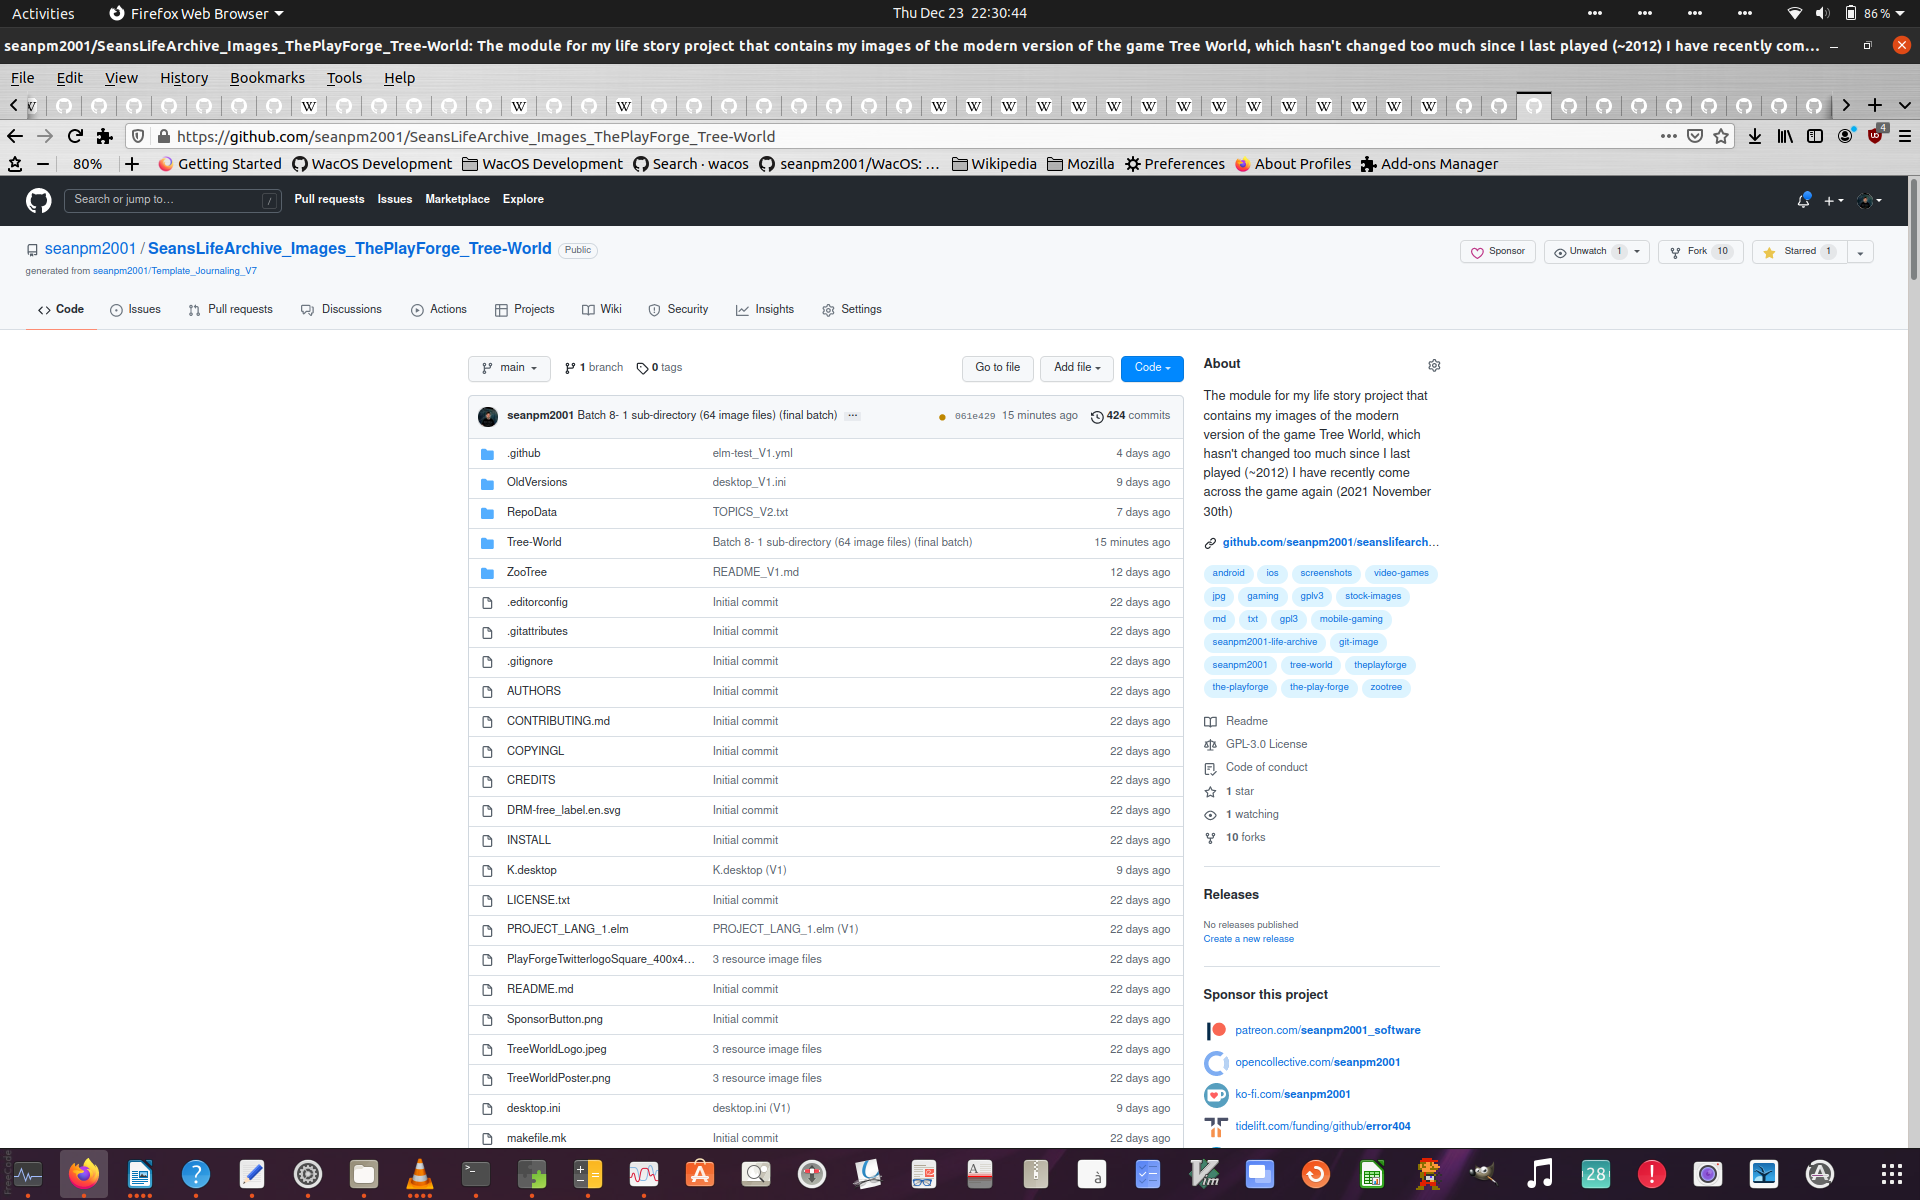 Activities Firefox Web Browser Thu Dec 23 22:30:44 86 %
seanpm2001/SeansLifeArchive_Images_ThePlayForge_Tree-World: The module for my life story project that contains my images of the modern version of the game Tree World, which hasn't changed too much since I last played (~2012) I have recently com...
File Edit View History Bookmarks Tools Help
https://github.com/seanpm2001/SeansLifeArchive_Images_ThePlayForge_Tree-World 4
80% Getting Started WacOS Development WacOS Development Search · wacos seanpm2001/WacOS: ... Wikipedia Mozilla Preferences About Profiles Add-ons Manager
Search or jump to... / Pull requests Issues Marketplace Explore
seanpm2001 / SeansLifeArchive_Images_ThePlayForge_Tree-World Public Sponsor Unwatch 1 Fork 10 Starred 1
generated from seanpm2001/Template_Journaling_V7
Code Issues Pull requests Discussions Actions Projects Wiki Security Insights Settings
main 1 branch 0 tags Go to file Add file Code
seanpm2001 Batch 8- 1 sub-directory (64 image files) (final batch) ... 061e429 15 minutes ago 424 commits
.github elm-test_V1.yml 4 days ago
OldVersions desktop_V1.ini 9 days ago
RepoData TOPICS_V2.txt 7 days ago
Tree-World Batch 8- 1 sub-directory (64 image files) (final batch) 15 minutes ago
ZooTree README_V1.md 12 days ago
.editorconfig Initial commit 22 days ago
.gitattributes Initial commit 22 days ago
.gitignore Initial commit 22 days ago
AUTHORS Initial commit 22 days ago
CONTRIBUTING.md Initial commit 22 days ago
COPYINGL Initial commit 22 days ago
CREDITS Initial commit 22 days ago
DRM-free_label.en.svg Initial commit 22 days ago
INSTALL Initial commit 22 days ago
K.desktop K.desktop (V1) 9 days ago
LICENSE.txt Initial commit 22 days ago
PROJECT_LANG_1.elm PROJECT_LANG_1.elm (V1) 22 days ago
PlayForgeTwitterlogoSquare_400x4... 3 resource image files 22 days ago
README.md Initial commit 22 days ago
SponsorButton.png Initial commit 22 days ago
TreeWorldLogo.jpeg 3 resource image files 22 days ago
TreeWorldPoster.png 3 resource image files 22 days ago
desktop.ini desktop.ini (V1) 9 days ago
makefile.mk Initial commit 22 days ago
About
The module for my life story project that
contains my images of the modern
version of the game Tree World, which
hasn't changed too much since I last
played (~2012) I have recently come
across the game again (2021 November
30th)
github.com/seanpm2001/seanslifearch...
android ios screenshots video-games
jpg gaming gplv3 stock-images
md txt gpl3 mobile-gaming
seanpm2001-life-archive git-image
seanpm2001 tree-world theplayforge
the-playforge the-play-forge zootree
Readme
GPL-3.0 License
Code of conduct
1 star
1 watching
10 forks
Releases
No releases published
Create a new release
Sponsor this project
patreon.com/seanpm2001_software
opencollective.com/seanpm2001
ko-fi.com/seanpm2001
tidelift.com/funding/github/error404
28